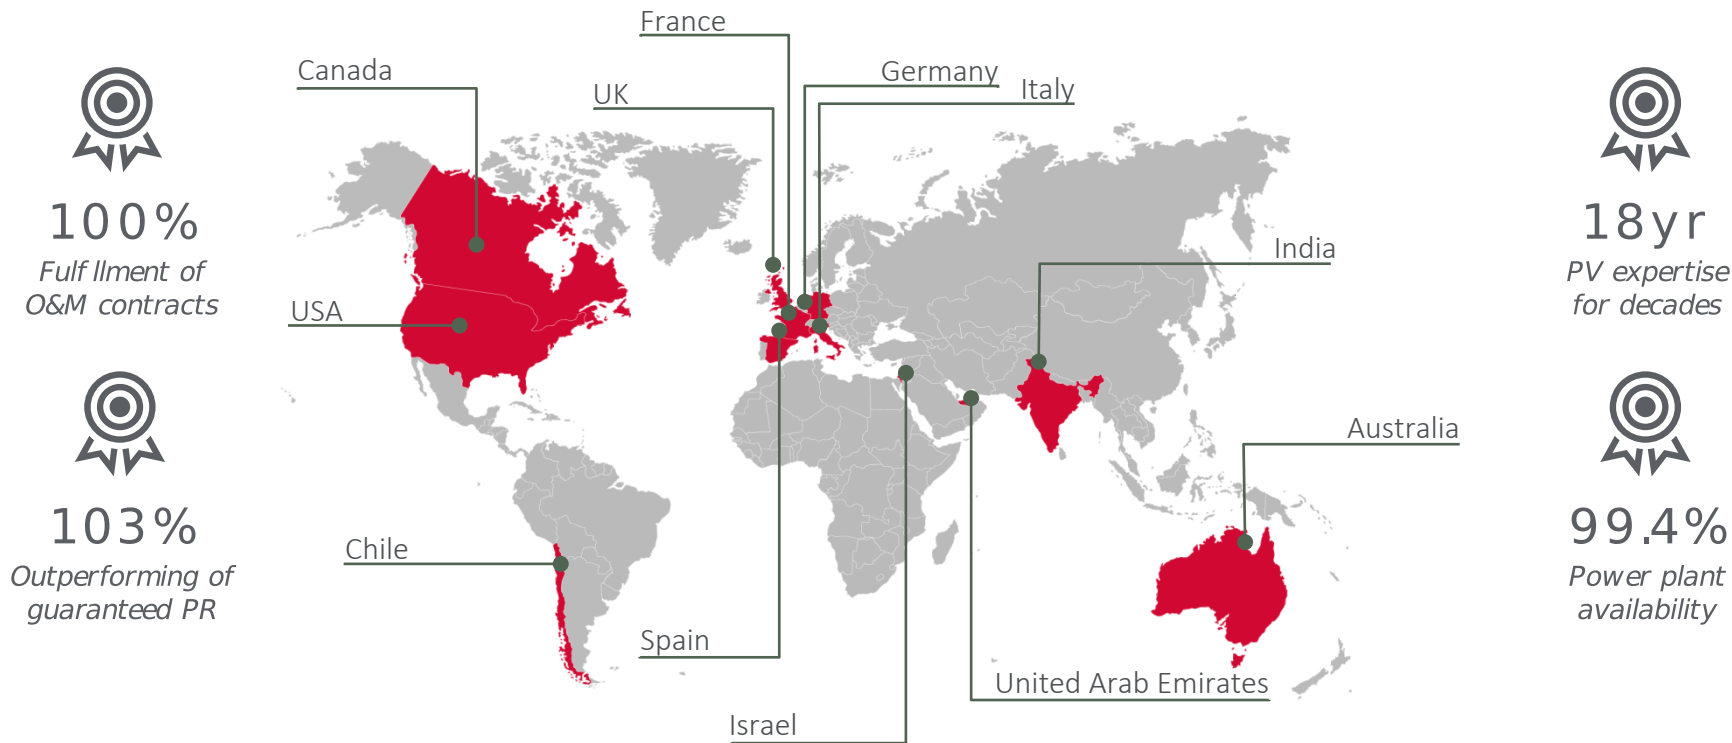 France
Canada
Germany
UK
Italy
100%
Fulf llment of
O&M contracts
18yr
PV expertise
for decades
India
USA
Australia
103%
Outperforming of
guaranteed PR
99.4%
Power plant
availability
Chile
Spain
United Arab Emirates
Israel